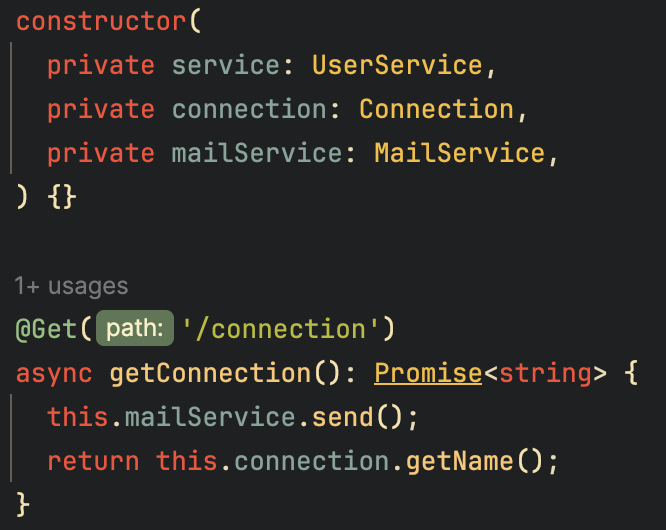 constructor(
private service: UserService,
private connection: Connection,
private mailService: MailService,
) {}
1+ usages
@Get( path: '/connection')
async getConnection(): Promise<string> {
this.mailService.send();
return this.connection.getName();
}